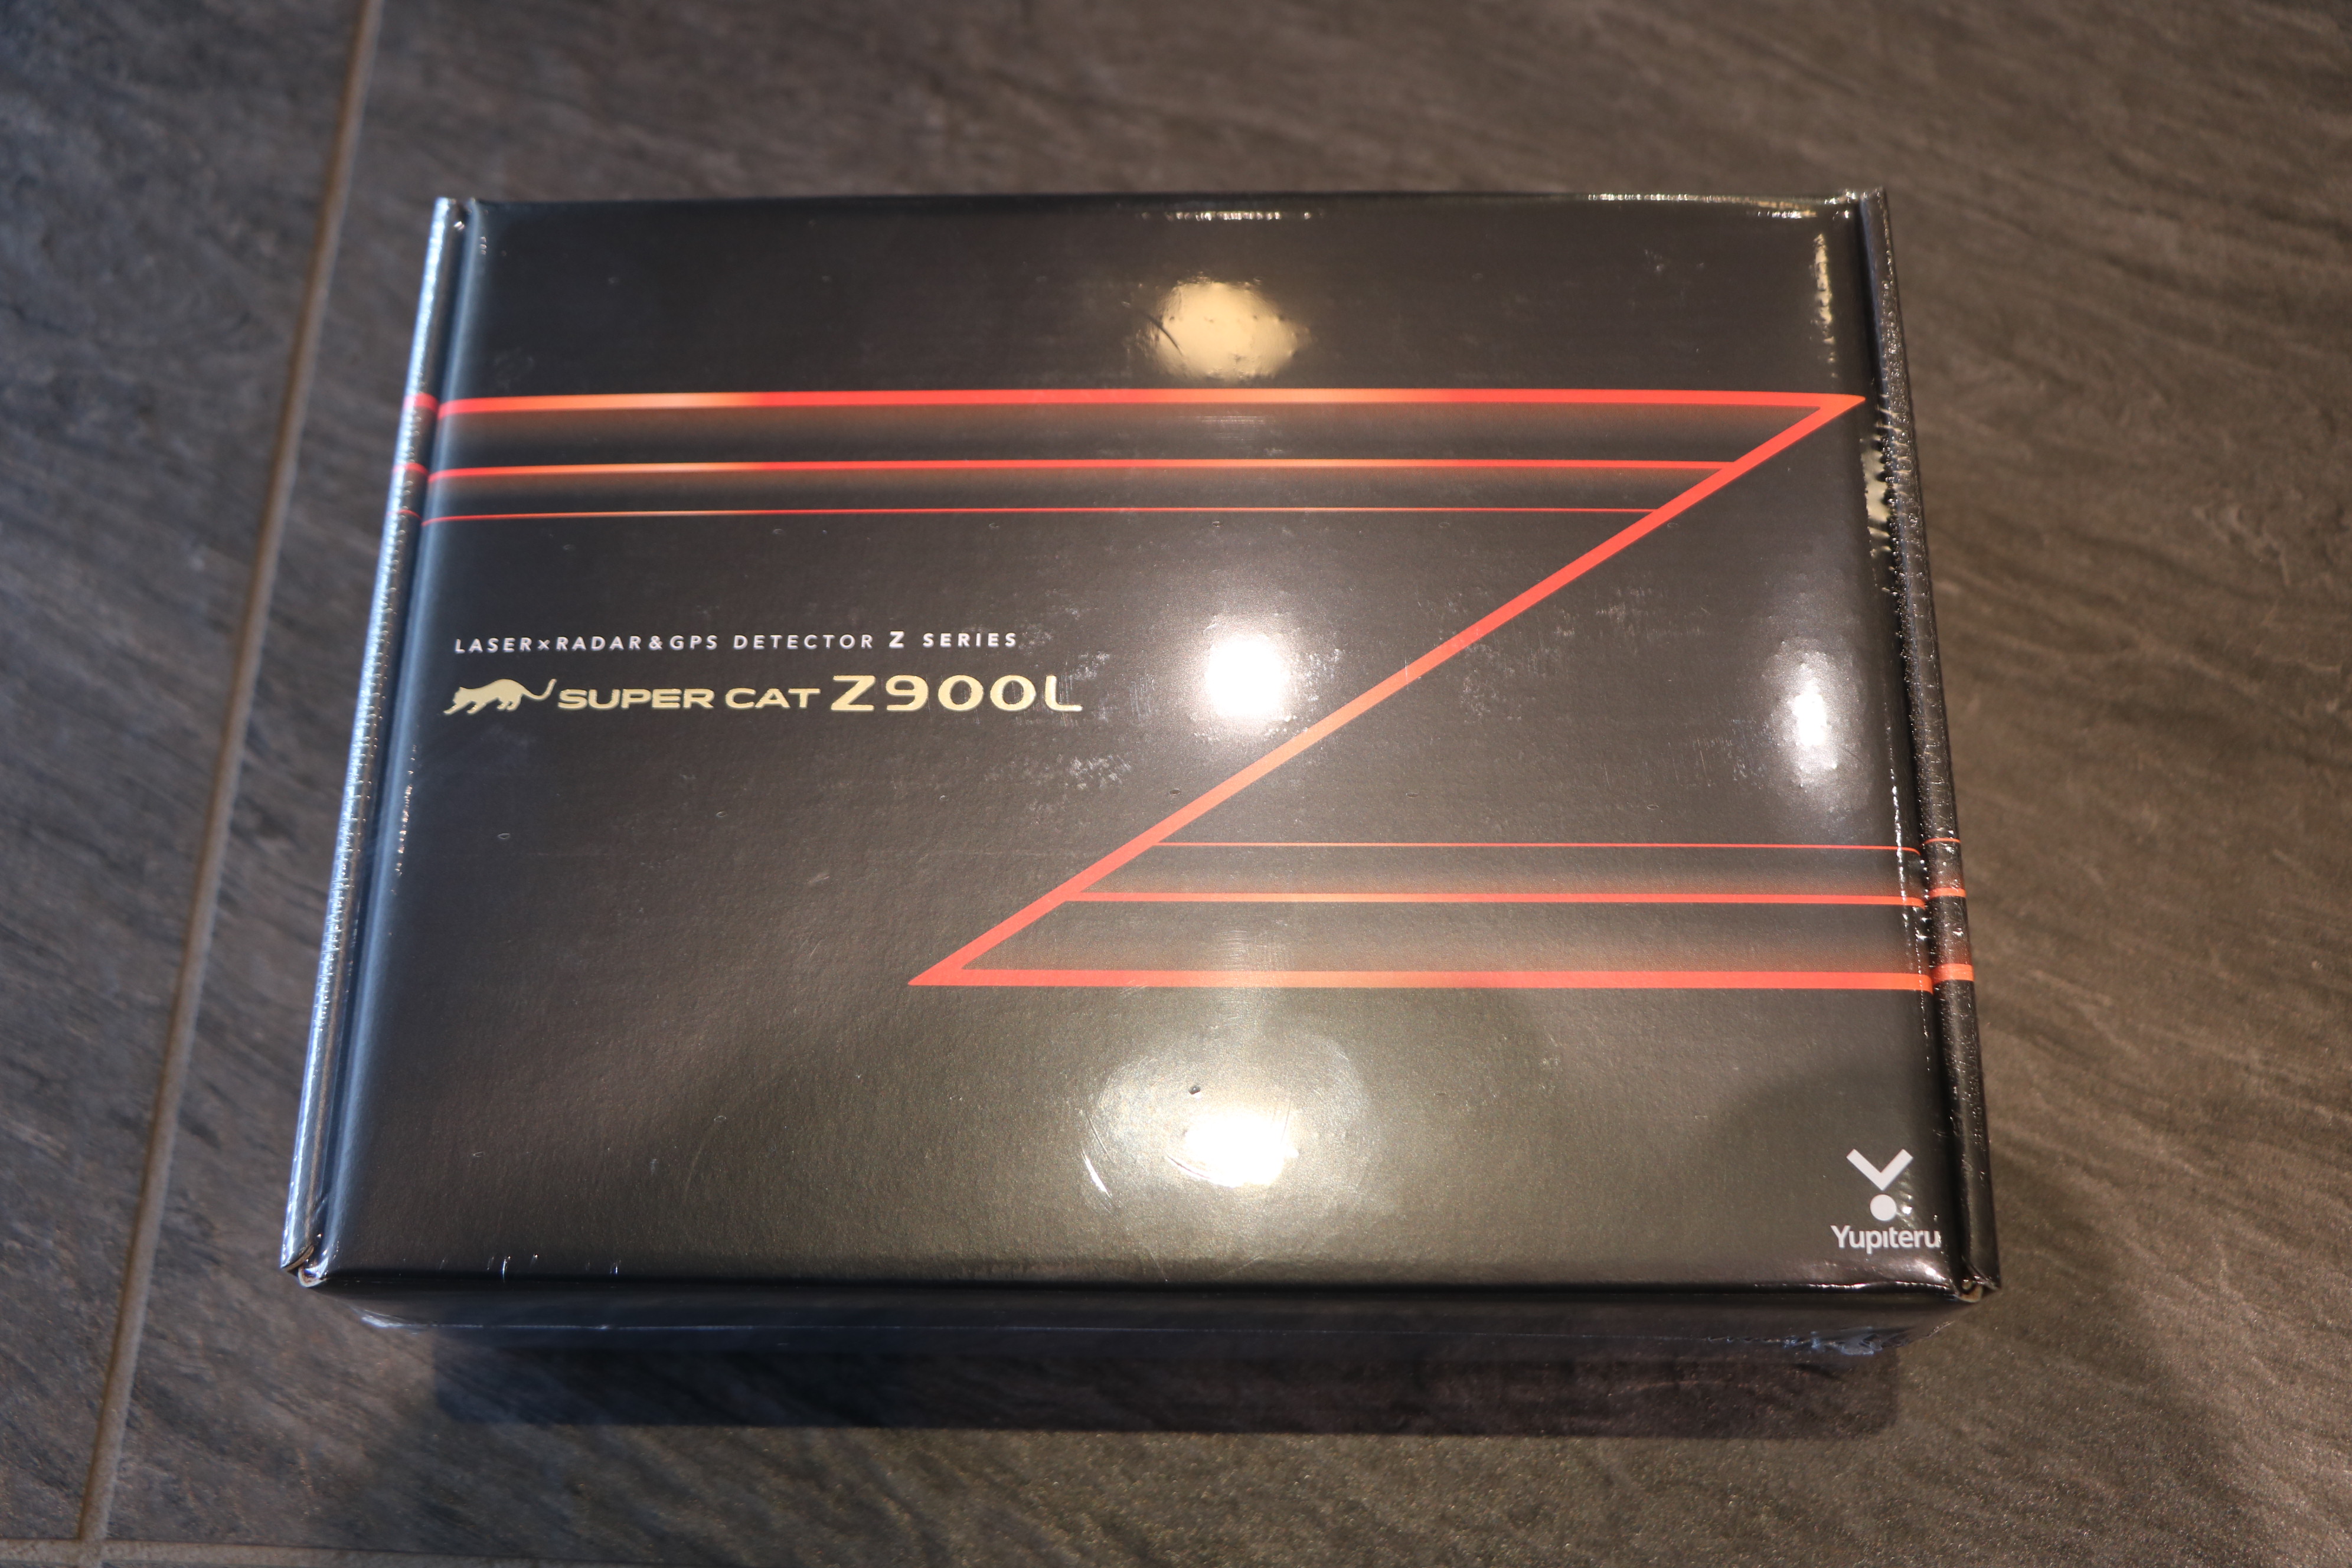 LASER×RADAR&GPS DETECTOR Z SERIES
SUPER CAT Z900L
Yupiteru